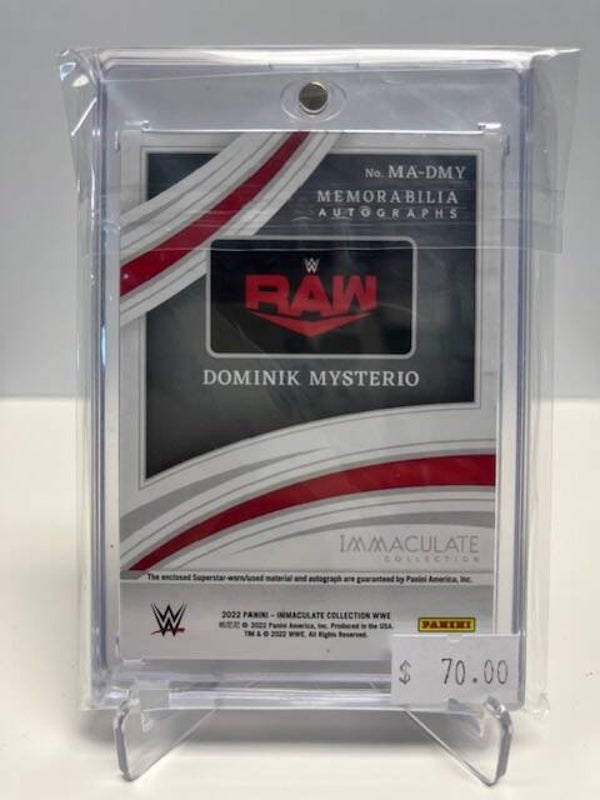 No. MA-DMY
MEMORABILIA
AUTOGRAPHS
W
RAW
DOMINIK MYSTERIO
IMMACULATE
COLLECTION
The enclosed Superstar-worn/used material and autograph are guaranteed by Panini America, Inc.
W
2022 PANINI – IMMACULATE COLLECTION WWE
© 2022 Panini America, Inc. Produced in the USA.
TM & © 2022 WWE. All Rights Reserved.
PANINI
$ 70.00